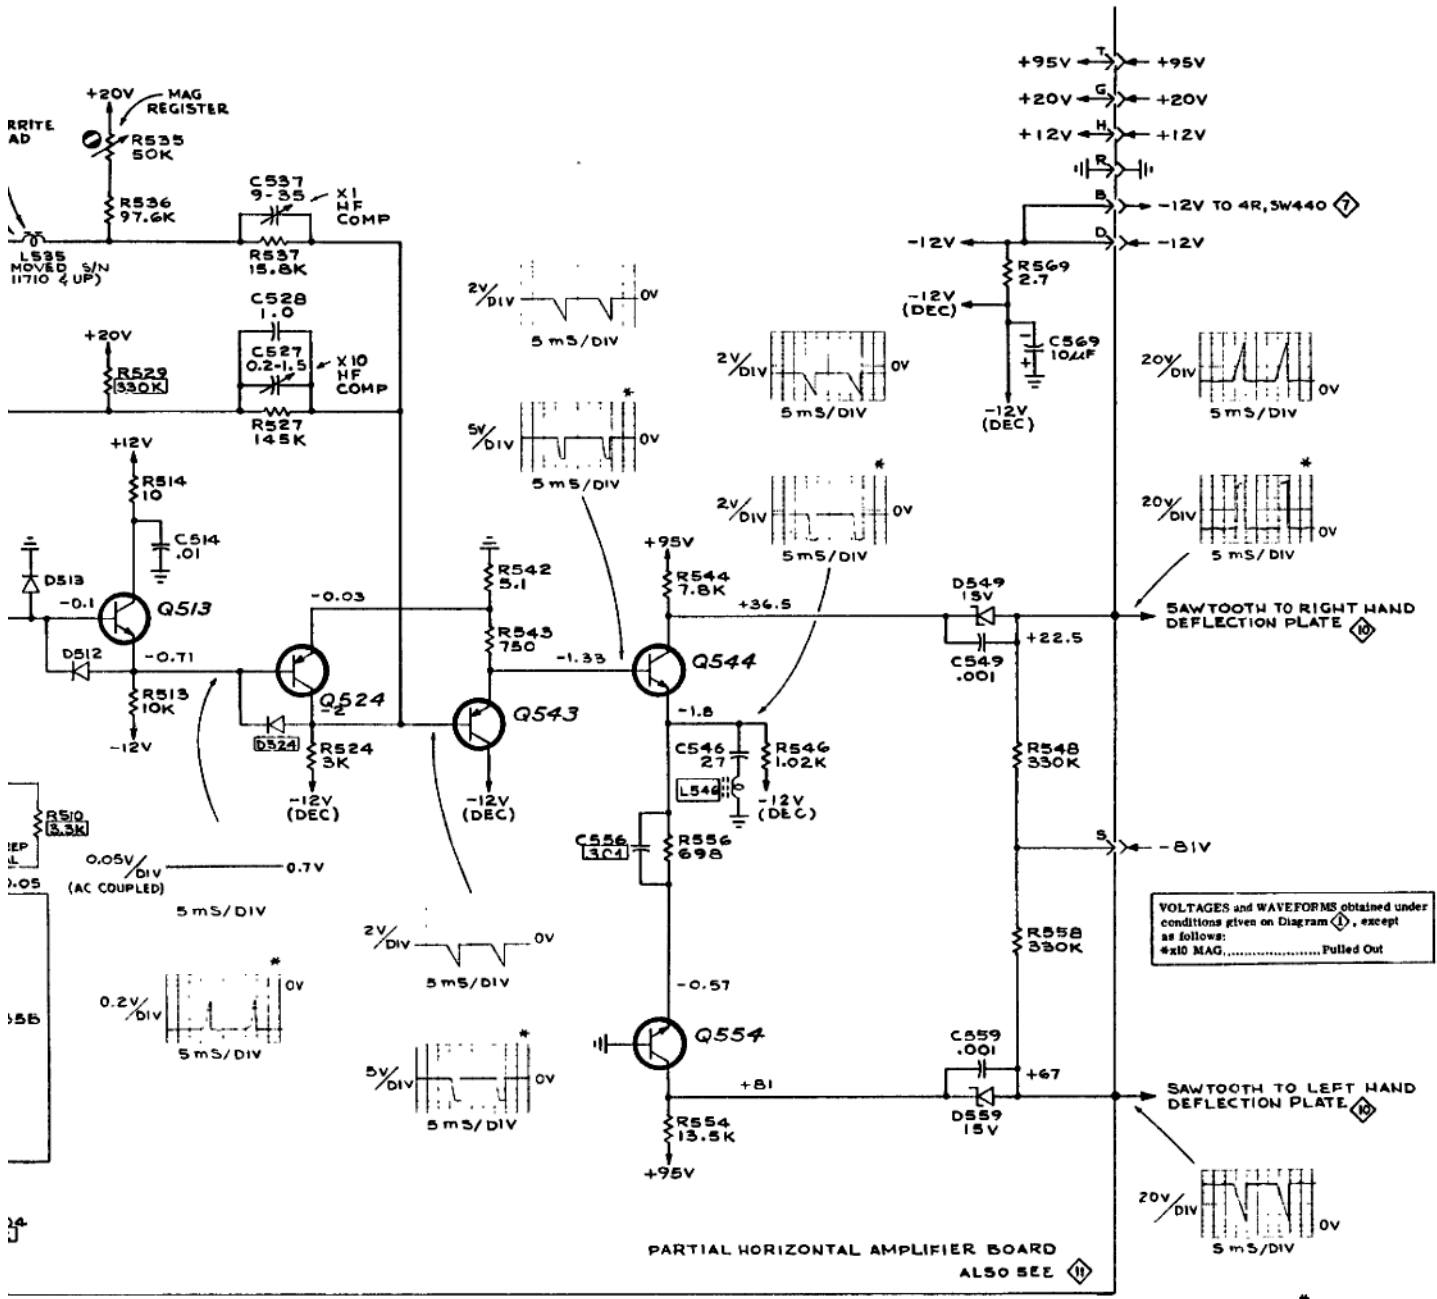 +95V
T
+95V
+20V
G
+20V
+12V
H
+12V
R
B
-12V TO 4R, SW440 7
-12V
D
-12V
+20V
MAG
REGISTER
RRITE
AD
R535
50K
R536
97.6K
C537
9-35
X1
HF
COMP
L535
MOVED S/N
11710 & UP)
R537
15.8K
C528
1.0
+20V
R529
330K
C527
0.2-1.5
X10
HF
COMP
R527
145K
2V/DIV
0V
5 mS/DIV
*
5V/DIV
0V
5 mS/DIV
2V/DIV
0V
5 mS/DIV
*
2V/DIV
0V
5 mS/DIV
R569
2.7
-12V
(DEC)
C569
10µF
-
+
-12V
(DEC)
20V/DIV
0V
5 mS/DIV
*
20V/DIV
0V
5 mS/DIV
+12V
R514
10
C514
.01
D513
-0.1
Q513
D512
-0.71
R513
10K
-12V
-0.03
R542
5.1
R543
750
Q524
-2
D524
R524
3K
-12V
(DEC)
-1.33
Q543
-12V
(DEC)
+95V
R544
7.8K
+36.5
D549
15V
C549
.001
+22.5
SAWTOOTH TO RIGHT HAND
DEFLECTION PLATE 10
Q544
-1.8
C546
27
R546
1.02K
L546
-12V
(DEC)
R548
330K
R510
3.3K
EEP
0.05
0.05V/DIV
0.7V
(AC COUPLED)
5 mS/DIV
C556
R556
698
S
-81V
VOLTAGES and WAVEFORMS obtained under
conditions given on Diagram 1, except
as follows:
*x10 MAG..................... Pulled Out
R558
330K
2V/DIV
0V
5 mS/DIV
*
0.2V/DIV
0V
5 mS/DIV
35B
*
5V/DIV
0V
5 mS/DIV
-0.57
Q554
+81
C559
.001
+67
D559
15V
SAWTOOTH TO LEFT HAND
DEFLECTION PLATE 10
R554
13.5K
+95V
20V/DIV
0V
5 mS/DIV
PARTIAL HORIZONTAL AMPLIFIER BOARD
ALSO SEE 11
*